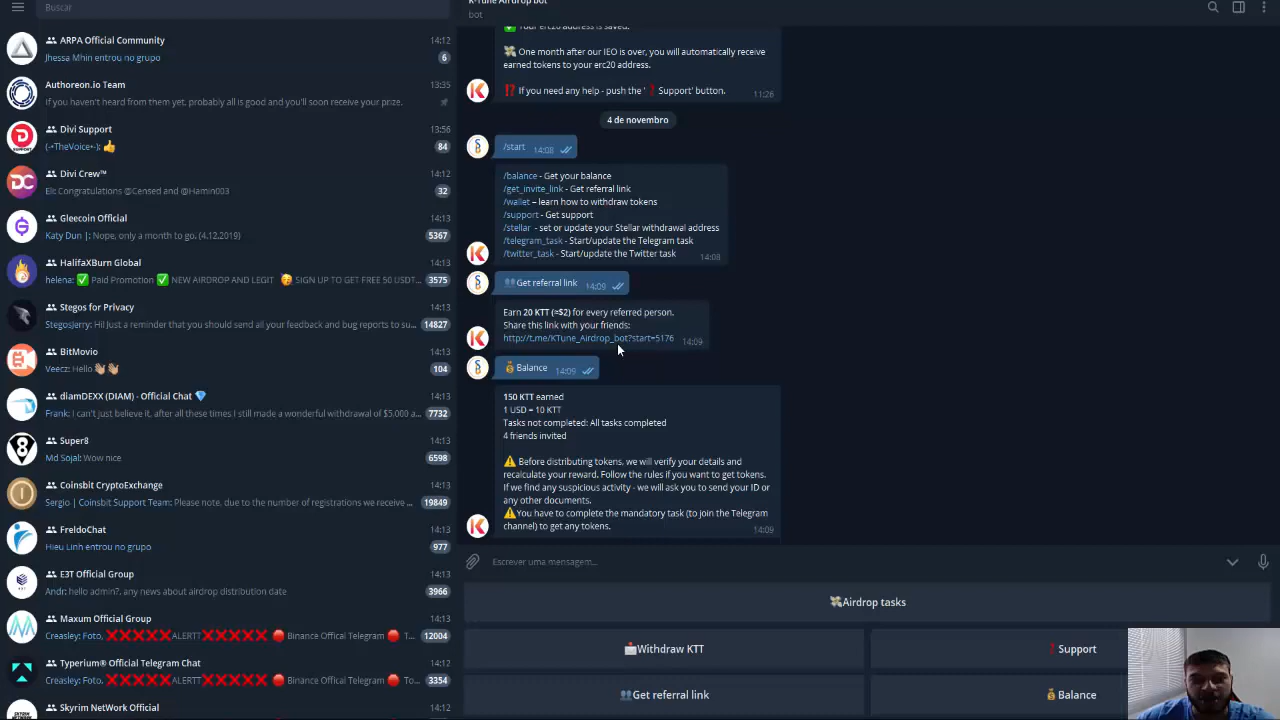 Buscar
ARPA Official Community 14:12
Jhessa Mhin entrou no grupo 6
Authoreon.io Team 13:35
If you haven't heard from them yet, probably all is good and you'll soon receive your prize.
Divi Support 13:56
(-•TheVoice•-): 👍 84
Divi Crew™ 14:12
Eli: Congratulations @Censed and @Hamin003 32
Gleecoin Official 14:13
Katy Dun |: Nope, only a month to go. (4.12.2019) 5367
HalifaXBurn Global 14:13
helena: ✅ Paid Promotion ✅ NEW AIRDROP AND LEGIT 🥳 SIGN UP TO GET FREE 50 USDT... 3575
Stegos for Privacy 14:13
StegosJerry: Hi! Just a reminder that you should send all your feedback and bug reports to su... 14827
BitMovio 14:13
Veecz: Hello 👏🏼👏🏼 104
diamDEXX (DIAM) - Official Chat 💎 14:13
Frank: I can't just believe it, after all these times I still made a wonderful withdrawal of $5,000 a... 7732
Super8 14:13
Md Sojal: Wow nice 6598
Coinsbit CryptoExchange 14:13
Sergio | Coinsbit Support Team: Please note, due to the number of registrations we receive ... 19849
FreldoChat 14:13
Hieu Linh entrou no grupo 977
E3T Official Group 14:13
Andr: hello admin?, any news about airdrop distribution date 3966
Maxum Official Group 14:13
Creasley: Foto, ❌❌❌❌❌ALERTT❌❌❌❌❌ 🛑 Binance Offical Telegram 🛑 T... 12004
Typerium® Official Telegram Chat 14:12
Creasley: Foto, ❌❌❌❌❌ALERTT❌❌❌❌❌ 🛑 Binance Offical Telegram 🛑 To... 3354
Skyrim NetWork Official 14:12
K-Tune Airdrop bot
bot
✅ Your erc20 address is saved.
💸 One month after our IEO is over, you will automatically receive
earned tokens to your erc20 address.
⁉️ If you need any help - push the '❓Support' button. 11:26
4 de novembro
/start 14:08
/balance - Get your balance
/get_invite_link - Get referral link
/wallet – learn how to withdraw tokens
/support - Get support
/stellar - set or update your Stellar withdrawal address
/telegram_task - Start/update the Telegram task
/twitter_task - Start/update the Twitter task 14:08
👥Get referral link 14:09
Earn 20 KTT (≈$2) for every referred person.
Share this link with your friends:
http://t.me/KTune_Airdrop_bot?start=5176 14:09
💰Balance 14:09
150 KTT earned
1 USD = 10 KTT
Tasks not completed: All tasks completed
4 friends invited
⚠️ Before distributing tokens, we will verify your details and
recalculate your reward. Follow the rules if you want to get tokens.
If we find any suspicious activity - we will ask you to send your ID or
any other documents.
⚠️You have to complete the mandatory task (to join the Telegram
channel) to get any tokens. 14:09
Escrever uma mensagem...
💸Airdrop tasks
📩Withdraw KTT
❓Support
👥Get referral link
💰Balance